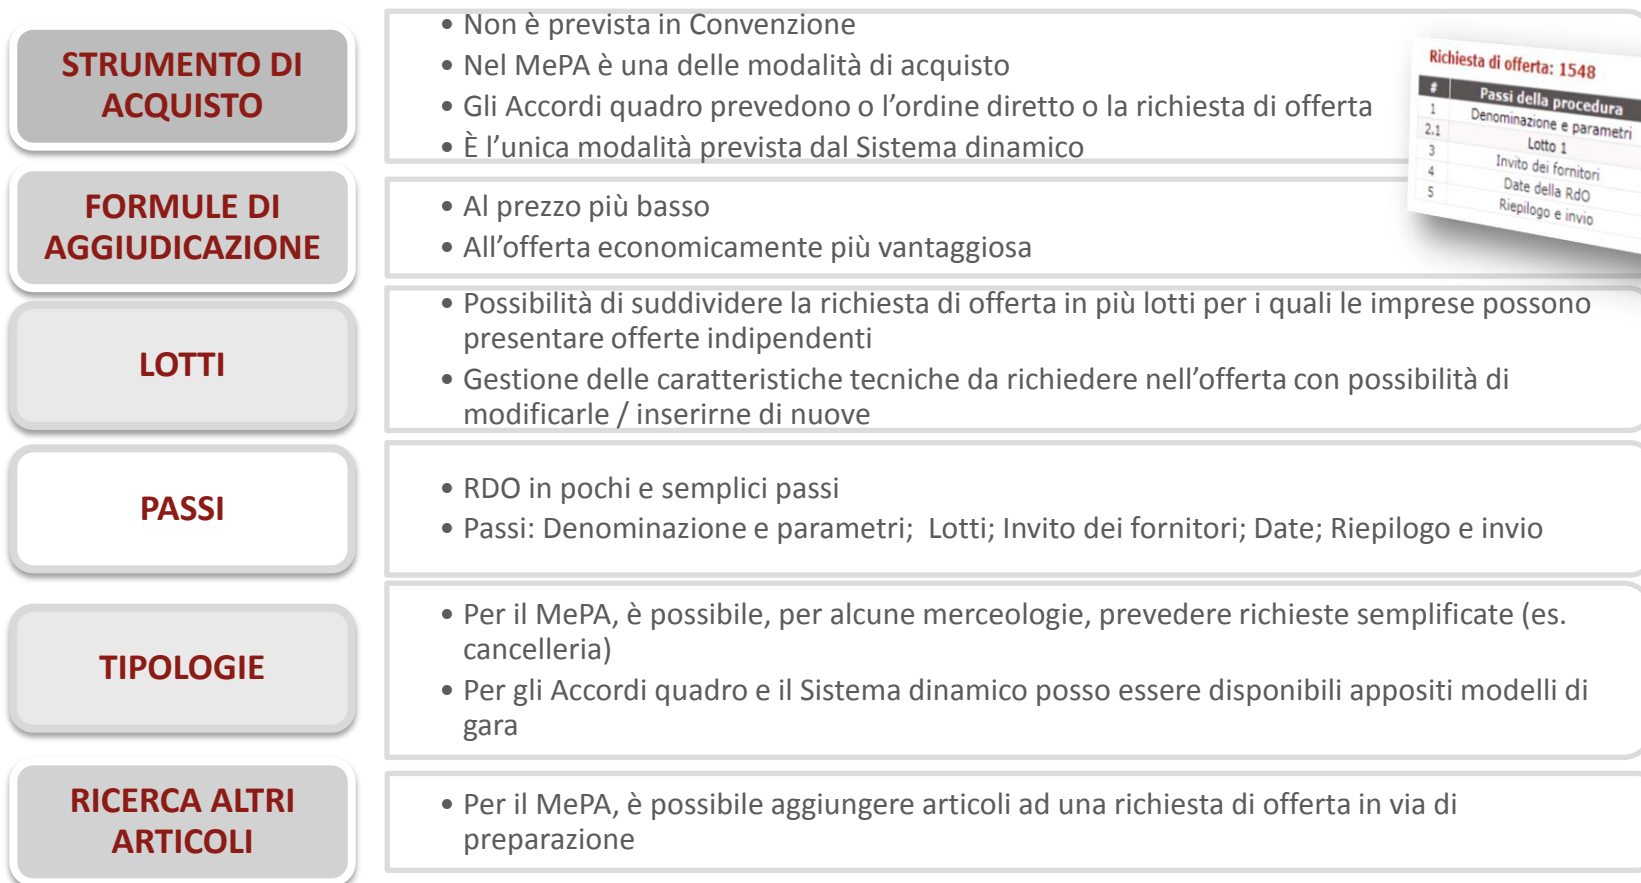 STRUMENTO DI
ACQUISTO
• Non è prevista in Convenzione
• Nel MePA è una delle modalità di acquisto
• Gli Accordi quadro prevedono o l’ordine diretto o la richiesta di offerta
• È l’unica modalità prevista dal Sistema dinamico
Richiesta di offerta: 1548
# Passi della procedura
1 Denominazione e parametri
2.1 Lotto 1
3 Invito dei fornitori
4 Date della RdO
5 Riepilogo e invio
FORMULE DI
AGGIUDICAZIONE
• Al prezzo più basso
• All’offerta economicamente più vantaggiosa
LOTTI
• Possibilità di suddividere la richiesta di offerta in più lotti per i quali le imprese possono
presentare offerte indipendenti
• Gestione delle caratteristiche tecniche da richiedere nell’offerta con possibilità di
modificarle / inserirne di nuove
PASSI
• RDO in pochi e semplici passi
• Passi: Denominazione e parametri;  Lotti; Invito dei fornitori; Date; Riepilogo e invio
TIPOLOGIE
• Per il MePA, è possibile, per alcune merceologie, prevedere richieste semplificate (es.
cancelleria)
• Per gli Accordi quadro e il Sistema dinamico posso essere disponibili appositi modelli di
gara
RICERCA ALTRI
ARTICOLI
• Per il MePA, è possibile aggiungere articoli ad una richiesta di offerta in via di
preparazione